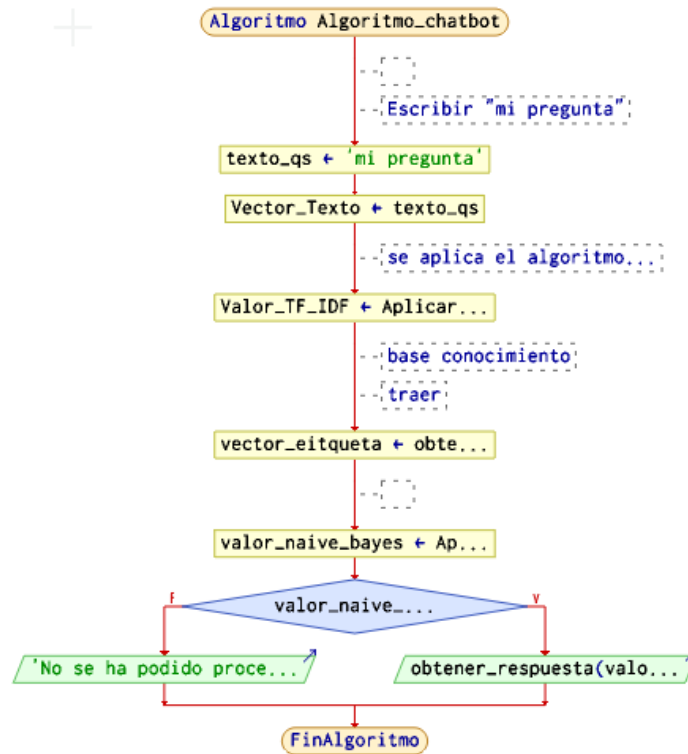 Algoritmo Algoritmo_chatbot
Escribir "mi pregunta"
texto_qs ← 'mi pregunta'
Vector_Texto ← texto_qs
se aplica el algoritmo...
Valor_TF_IDF ← Aplicar...
base conocimiento
traer
vector_eitqueta ← obte...
valor_naive_bayes ← Ap...
F
V
valor_naive_...
'No se ha podido proce...
obtener_respuesta(valo...
FinAlgoritmo